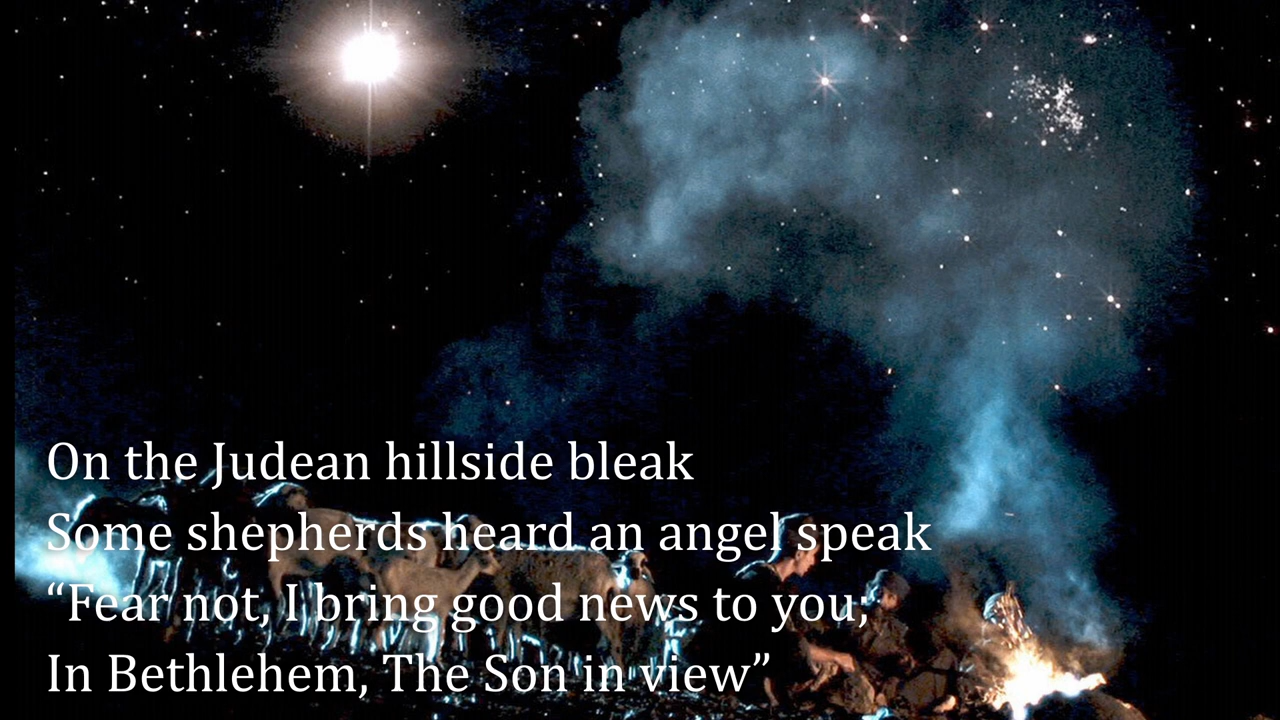 On the Judean hillside bleak
Some shepherds heard an angel speak
“Fear not, I bring good news to you;
In Bethlehem, The Son in view”